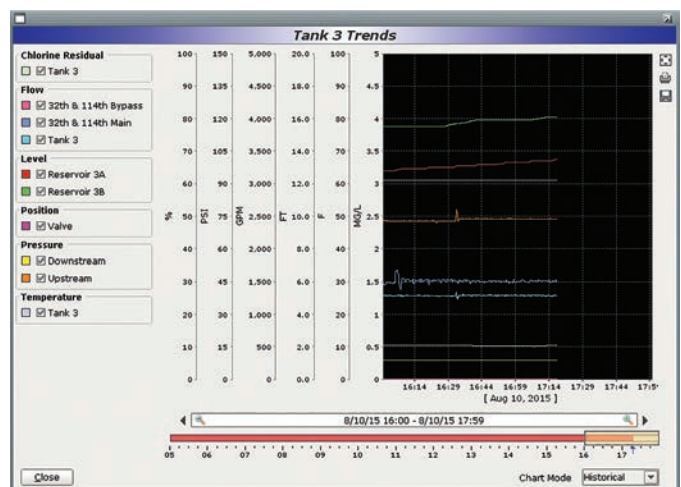 Tank 3 Trends
Chlorine Residual
Tank 3
Flow
32th & 114th Bypass
32th & 114th Main
Tank 3
Level
Reservoir 3A
Reservoir 3B
Position
Valve
Pressure
Downstream
Upstream
Temperature
Tank 3
100 150 5,000 20.0 100 5
90 135 4,500 18.0 90 4.5
80 120 4,000 16.0 80 4
70 105 3,500 14.0 70 3.5
60 90 3,000 12.0 60 3
% 50 PSI 75 GPM 2,500 FT 10.0 F 50 MG/L 2.5
40 60 2,000 8.0 40 2
30 45 1,500 6.0 30 1.5
20 30 1,000 4.0 20 1
10 15 500 2.0 10 0.5
0 0 0 0.0 0 0
16:14 16:29 16:44 16:59 17:14 17:29 17:44 17:5
[ Aug 10, 2015 ]
8/10/15 16:00 - 8/10/15 17:59
05 06 07 08 09 10 11 12 13 14 15 16 17
Close
Chart Mode Historical